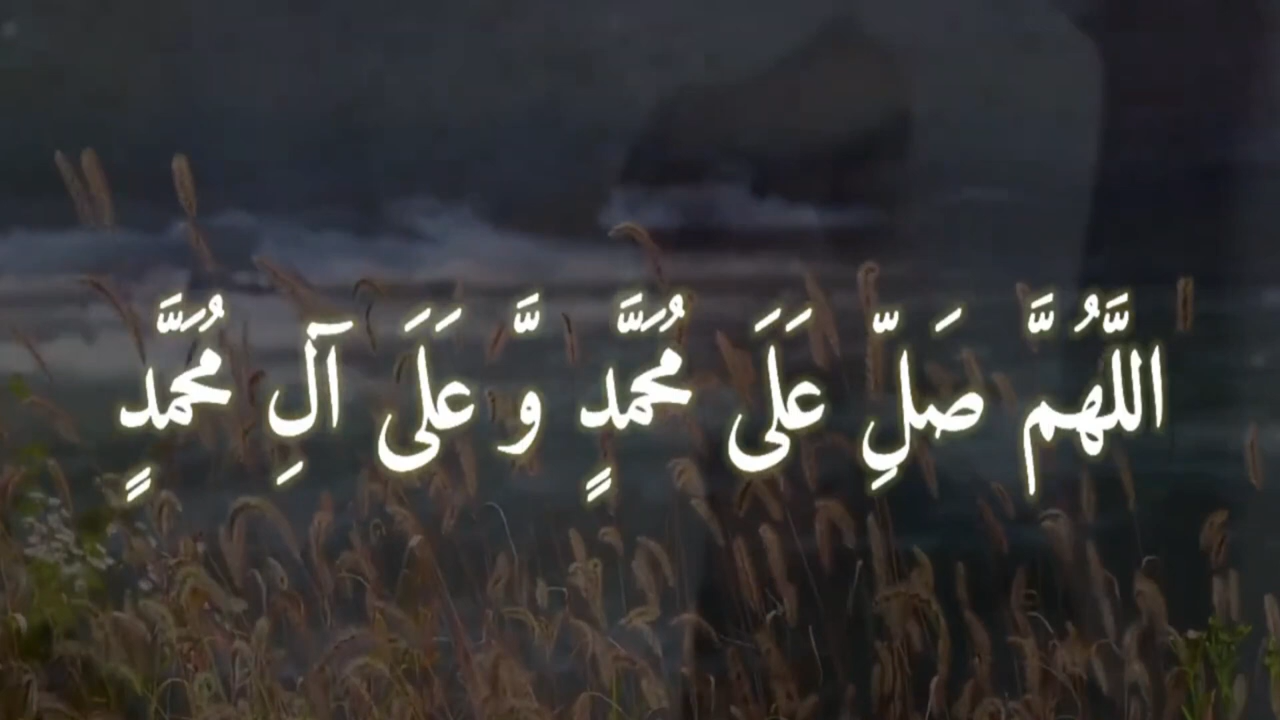 اللَّهُمَّ صَلِّ عَلَى مُحَمَّدٍ وَّ عَلَى آلِ مُحَمَّدٍ